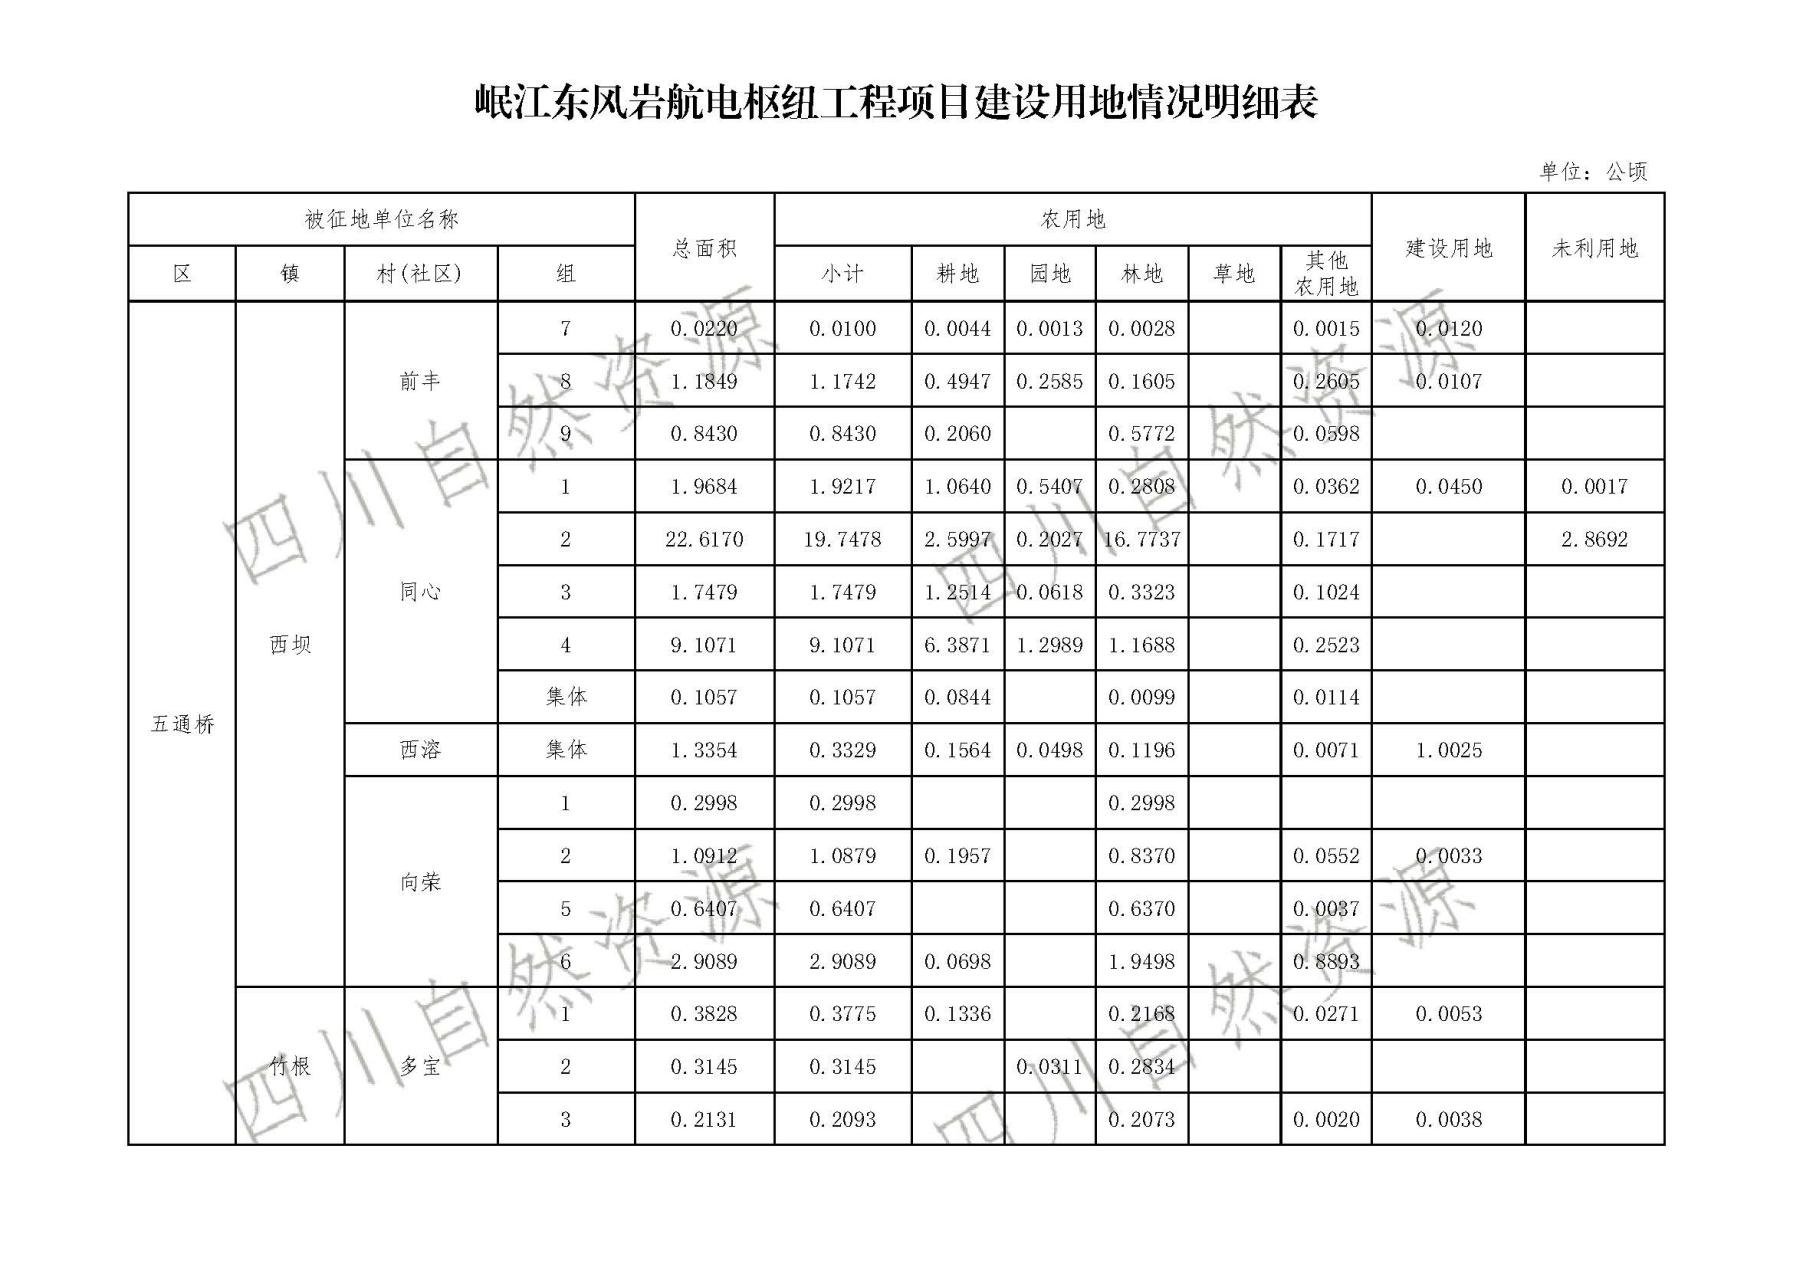 岷江东风岩航电枢纽工程项目建设用地情况明细表
单位：公顷
被征地单位名称 总面积 农用地 建设用地 未利用地
区 镇 村(社区) 组 小计 耕地 园地 林地 草地 其他农用地
五通桥 西坝 前丰 7 0.0220 0.0100 0.0044 0.0013 0.0028 0.0015 0.0120
8 1.1849 1.1742 0.4947 0.2585 0.1605 0.2605 0.0107
9 0.8430 0.8430 0.2060 0.5772 0.0598
同心 1 1.9684 1.9217 1.0640 0.5407 0.2808 0.0362 0.0450 0.0017
2 22.6170 19.7478 2.5997 0.2027 16.7737 0.1717 2.8692
3 1.7479 1.7479 1.2514 0.0618 0.3323 0.1024
4 9.1071 9.1071 6.3871 1.2989 1.1688 0.2523
集体 0.1057 0.1057 0.0844 0.0099 0.0114
西溶 集体 1.3354 0.3329 0.1564 0.0498 0.1196 0.0071 1.0025
向荣 1 0.2998 0.2998 0.2998
2 1.0912 1.0879 0.1957 0.8370 0.0552 0.0033
5 0.6407 0.6407 0.6370 0.0037
6 2.9089 2.9089 0.0698 1.9498 0.8893
竹根 多宝 1 0.3828 0.3775 0.1336 0.2168 0.0271 0.0053
2 0.3145 0.3145 0.0311 0.2834
3 0.2131 0.2093 0.2073 0.0020 0.0038
四川自然资源
四川自然资源
四川自然资源
四川自然资源